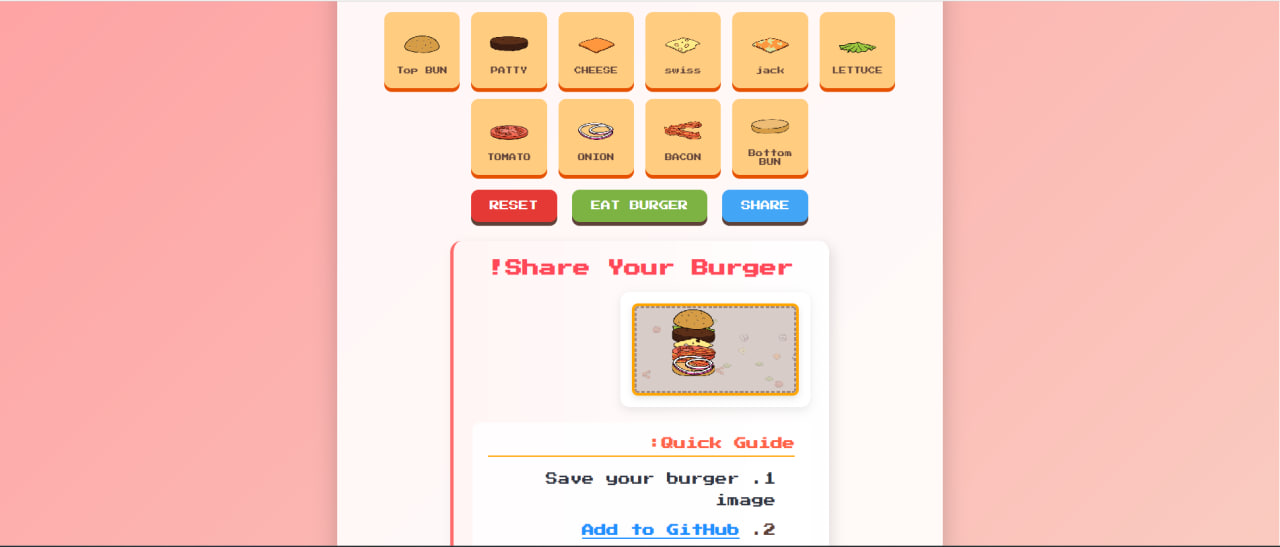 Top BUN
PATTY
CHEESE
swiss
jack
LETTUCE
TOMATO
ONION
BACON
Bottom
BUN
RESET
EAT BURGER
SHARE
!Share Your Burger
:Quick Guide
Save your burger .1
image
Add to GitHub .2